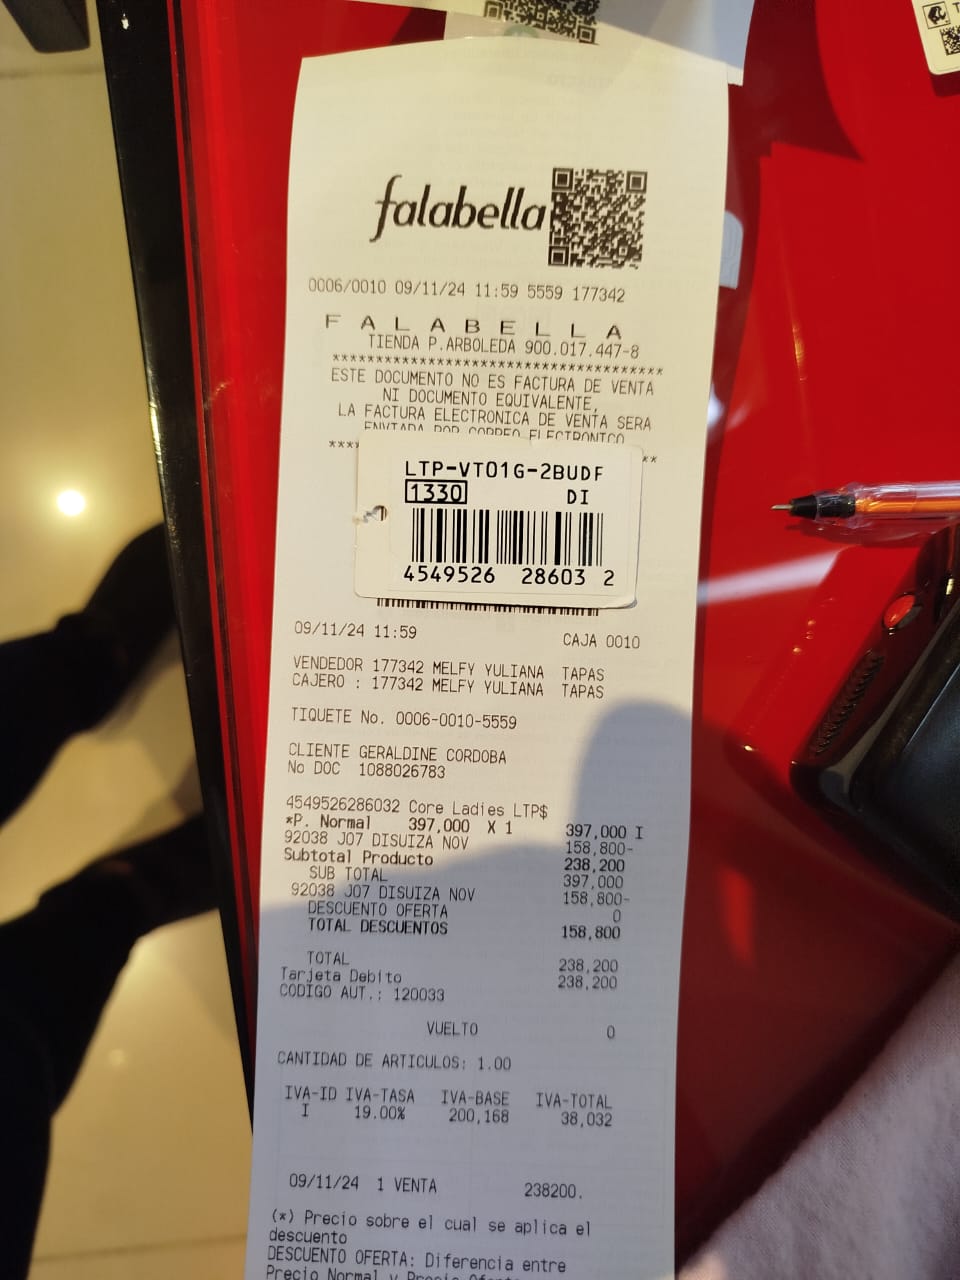 falabella
0006/0010 09/11/24 11:59 5559 177342
F A L A B E L L A
TIENDA P.ARBOLEDA 900.017.447-8
**************************************
ESTE DOCUMENTO NO ES FACTURA DE VENTA
NI DOCUMENTO EQUIVALENTE,
LA FACTURA ELECTRONICA DE VENTA SERA
ENVIADA POR CORREO ELECTRONICO
LTP-VT01G-2BUDF
1330 DI
4549526 28603 2
09/11/24 11:59 CAJA 0010
VENDEDOR 177342 MELFY YULIANA TAPAS
CAJERO : 177342 MELFY YULIANA TAPAS
TIQUETE No. 0006-0010-5559
CLIENTE GERALDINE CORDOBA
No DOC 1088026783
4549526286032 Core Ladies LTP$
*P. Normal 397,000 X 1 397,000 I
92038 J07 DISUIZA NOV 158,800-
Subtotal Producto 238,200
SUB TOTAL 397,000
92038 J07 DISUIZA NOV 158,800-
DESCUENTO OFERTA 0
TOTAL DESCUENTOS 158,800
TOTAL 238,200
Tarjeta Debito 238,200
CODIGO AUT.: 120033
VUELTO 0
CANTIDAD DE ARTICULOS: 1.00
IVA-ID IVA-TASA IVA-BASE IVA-TOTAL
I 19.00% 200,168 38,032
09/11/24 1 VENTA 238200.
(*) Precio sobre el cual se aplica el
descuento
DESCUENTO OFERTA: Diferencia entre
Precio Normal y Precio Oferta